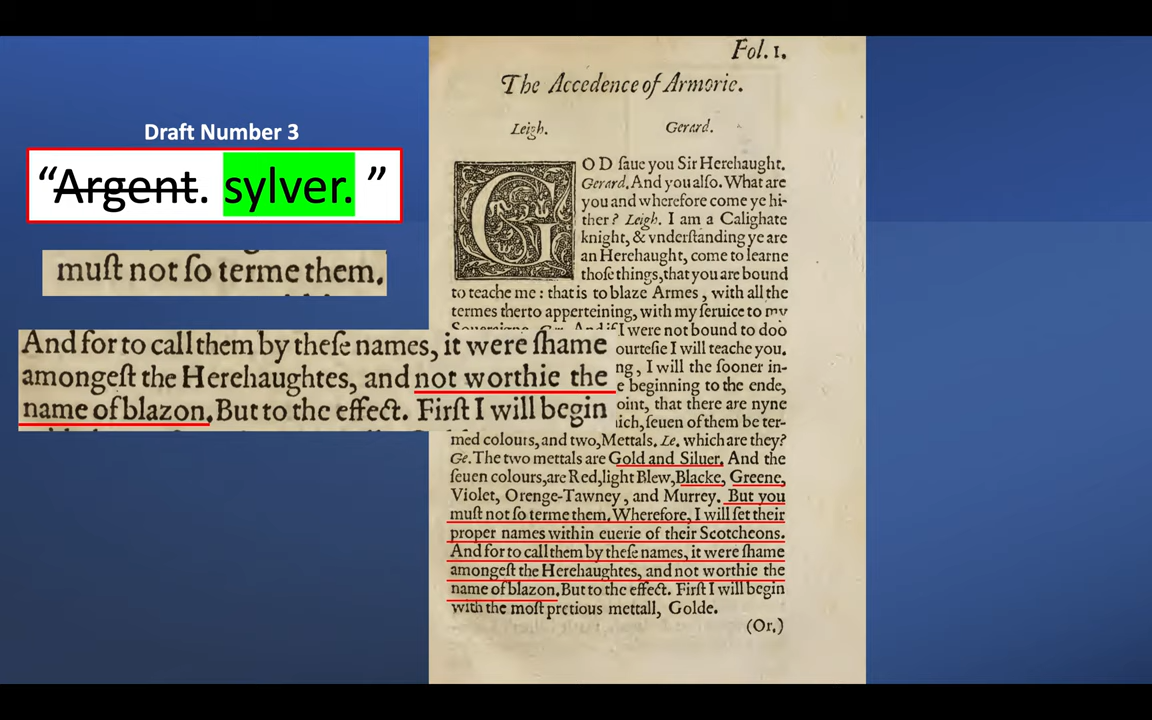 Draft Number 3
“Argent. sylver. ”
muſt not ſo terme them.
And for to call them by theſe names, it were ſhame
amongeſt the Herehaughtes, and not worthie the
name of blazon. But to the effect. Firſt I will begin
Fol. 1.
The Accedence of Armorie.
Leigh. Gerard.
GOD ſaue you Sir Herehaught.
Gerard. And you alſo. What are
you and wherefore come ye hi-
ther? Leigh. I am a Calighate
knight, & vnderſtanding ye are
an Herehaught, come to learne
thoſe things, that you are bound
to teache me: that is to blaze Armes, with all the
termes therto apperteining, with my ſeruice to my
I were not bound to doo
ourteſie I will teache you.
ng, I will the ſooner in-
e beginning to the ende,
oint, that there are nyne
ich, ſeuen of them be ter-
med colours, and two, Mettals. Le. which are they?
Ge. The two mettals are Gold and Siluer. And the
ſeuen colours, are Red, light Blew, Blacke, Greene,
Violet, Orenge-Tawney, and Murrey. But you
muſt not ſo terme them. Wherefore, I will ſet their
proper names within euerie of their Scotcheons.
And for to call them by theſe names, it were ſhame
amongeſt the Herehaughtes, and not worthie the
name of blazon. But to the effect. Firſt I will begin
with the moſt pretious mettall, Golde.
(Or,)